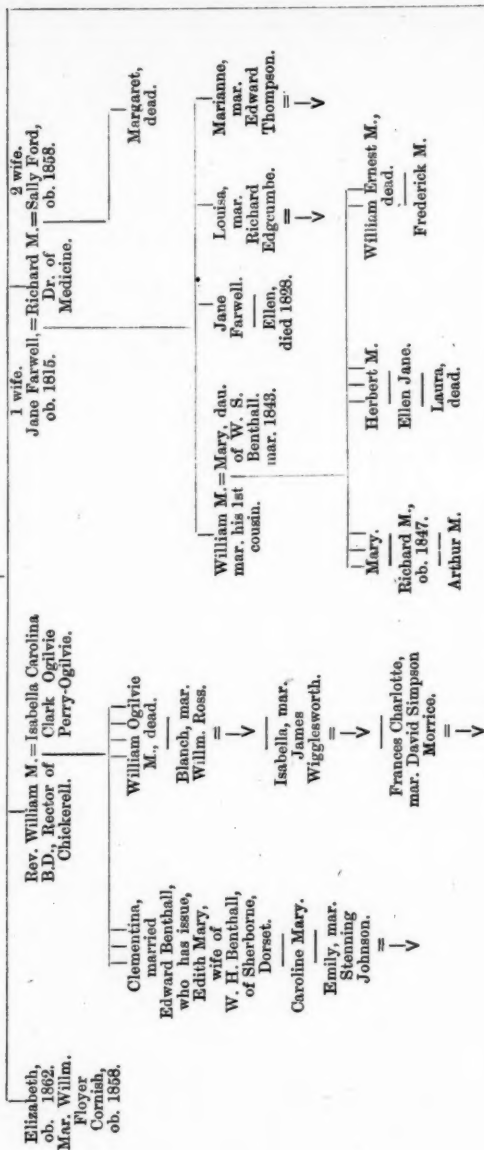 Elizabeth,
ob. 1862.
Mar. Willm.
Floyer
Cornish,
ob. 1858.
Rev. William M. = Isabella Carolina
B.D., Rector of Clark Ogilvie
Chickerell. Perry-Ogilvie.
1 wife. 2 wife.
Jane Farwell, = Richard M. = Sally Ford,
ob. 1815. Dr. of ob. 1858.
Medicine.
Clementina,
married
Edward Benthall,
who has issue,
Edith Mary,
wife of
W. H. Benthall,
of Sherborne,
Dorset.
Caroline Mary.
Emily, mar.
Stenning
Johnson.
=
V
William Ogilvie
M., dead.
Blanch, mar.
Willm. Ross.
=
V
Isabella, mar.
James
Wigglesworth.
=
V
Frances Charlotte,
mar. David Simpson
Morrice.
=
V
William M. = Mary, dau.
mar. his 1st of W. S.
cousin. Benthall.
mar. 1843.
Jane
Farwell.
Ellen,
died 1828.
Louisa,
mar.
Richard
Edgcumbe.
=
V
Marianne,
mar.
Edward
Thompson.
=
V
Margaret,
dead.
Mary.
Richard M.,
ob. 1847.
Arthur M.
Herbert M.
Ellen Jane.
Laura,
dead.
William Ernest M.,
dead.
Frederick M.